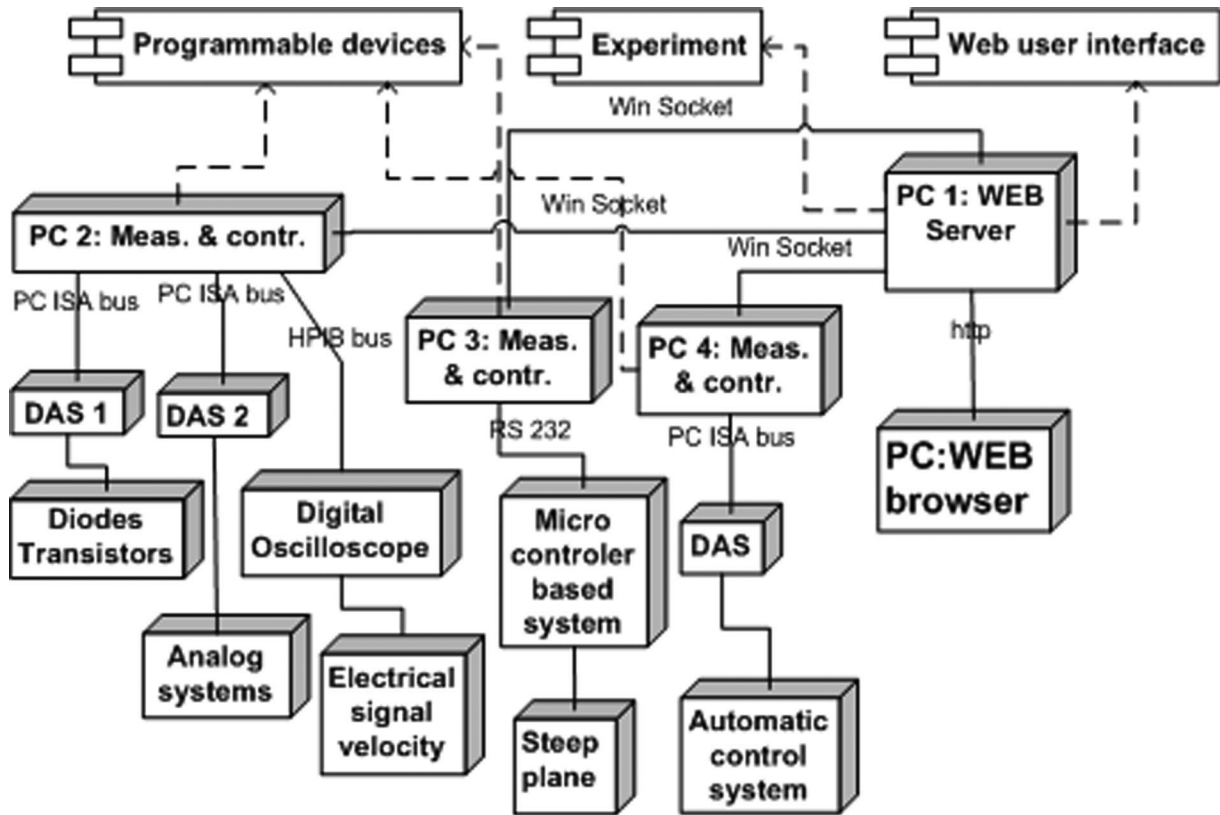 Programmable devices
Experiment
Web user interface
Win Socket
PC 1: WEB
Server
Win Socket
PC 2: Meas. & contr.
Win Socket
PC ISA bus
PC ISA bus
HPIB bus
PC 3: Meas.
& contr.
PC 4: Meas.
& contr.
http
DAS 1
DAS 2
RS 232
PC ISA bus
PC:WEB
browser
Diodes
Transistors
Digital
Oscilloscope
Micro
controler
based
system
DAS
Analog
systems
Electrical
signal
velocity
Steep
plane
Automatic
control
system